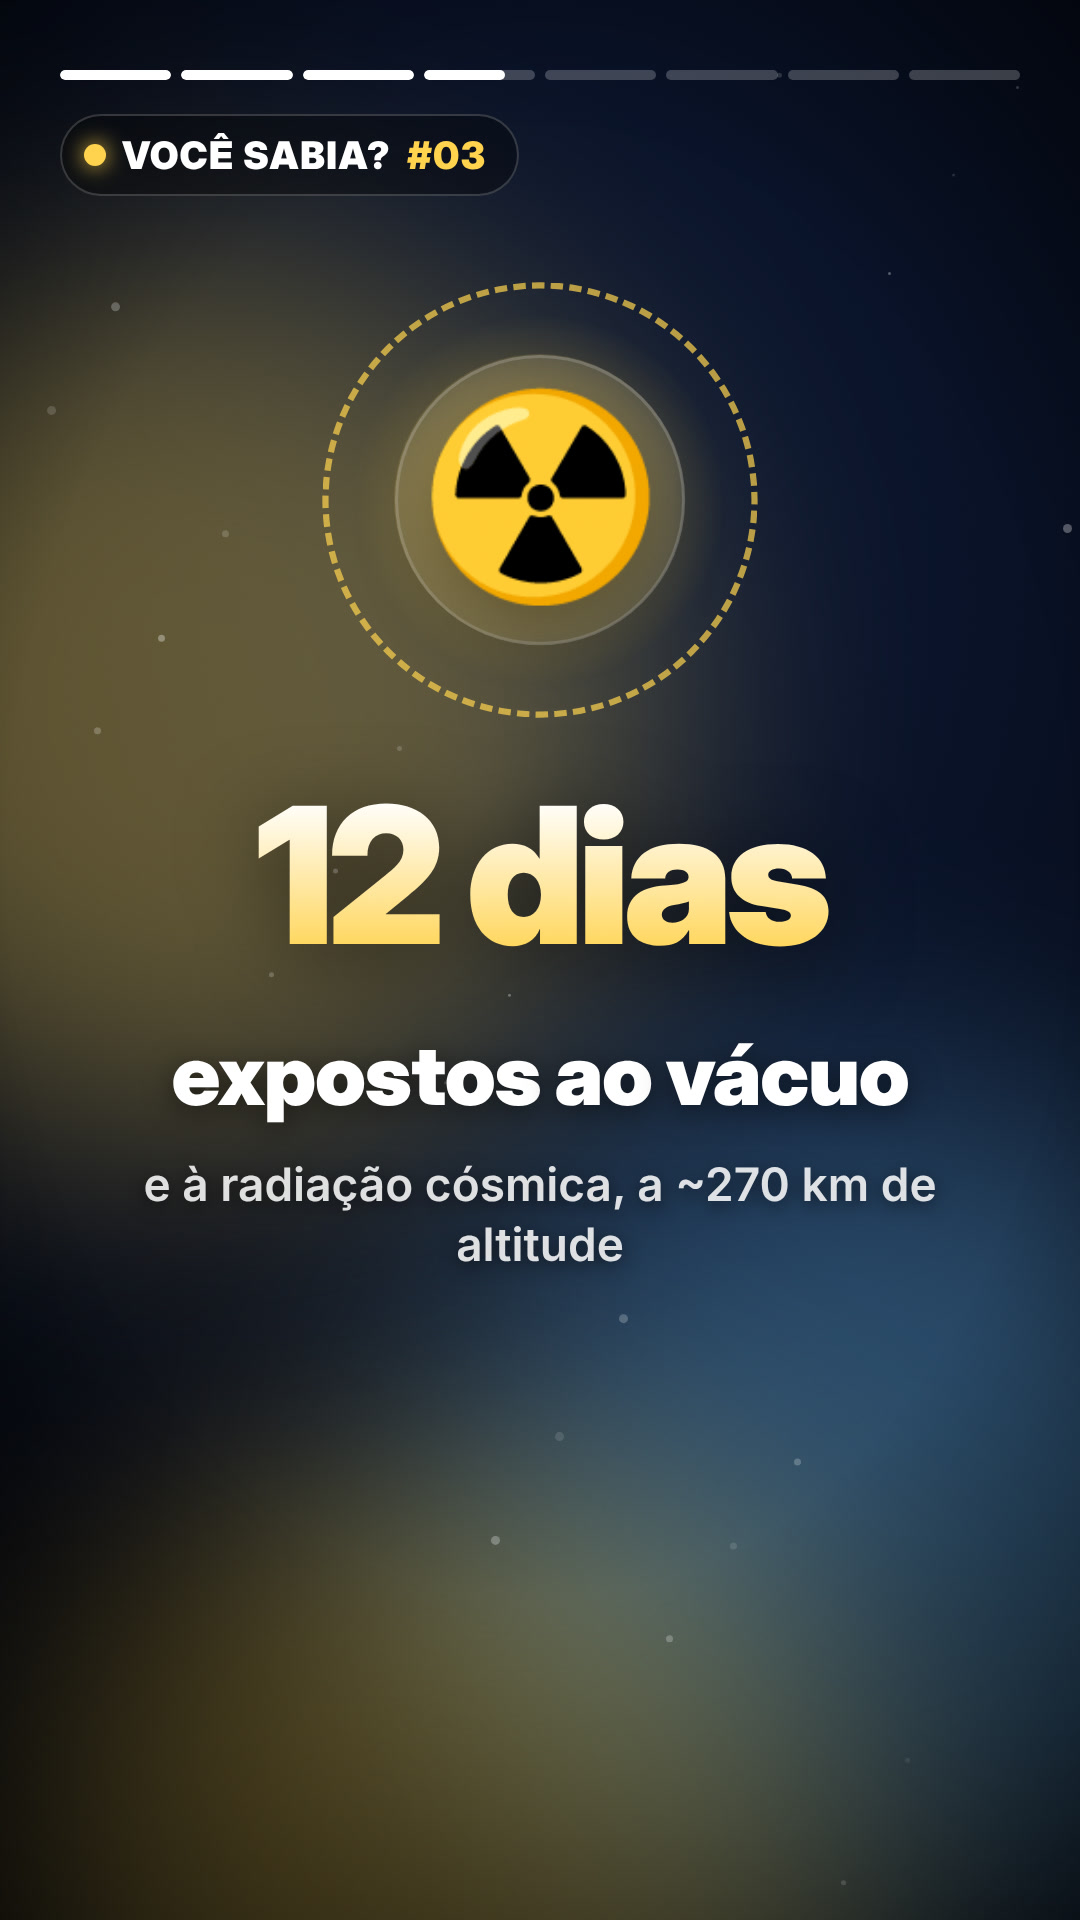 VOCÊ SABIA? #03
12 dias
expostos ao vácuo
e à radiação cósmica, a ~270 km de
altitude